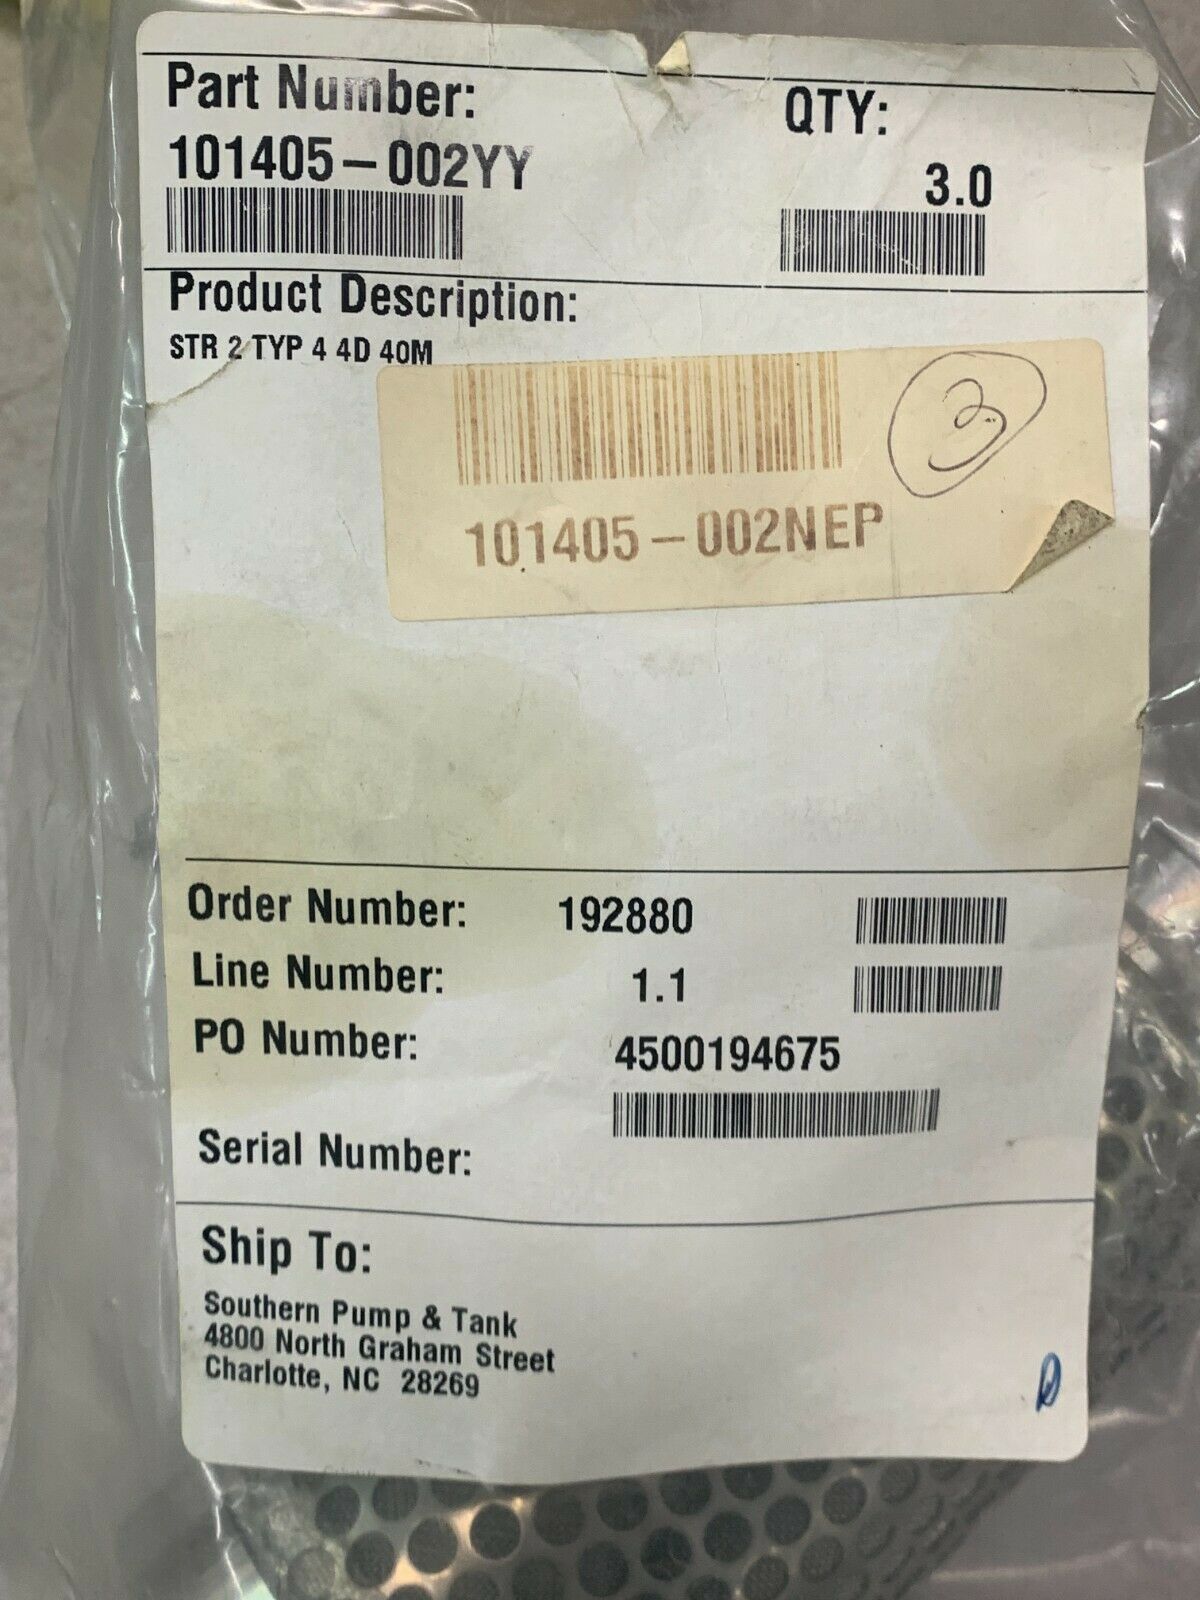 Part Number:
QTY:
101405-002YY
3.0
Product Description:
STR 2 TYP 4 4D 40M
3
101405-002NEP
Order Number: 192880
Line Number: 1.1
PO Number: 4500194675
Serial Number:
Ship To:
Southern Pump & Tank
4800 North Graham Street
Charlotte, NC 28269